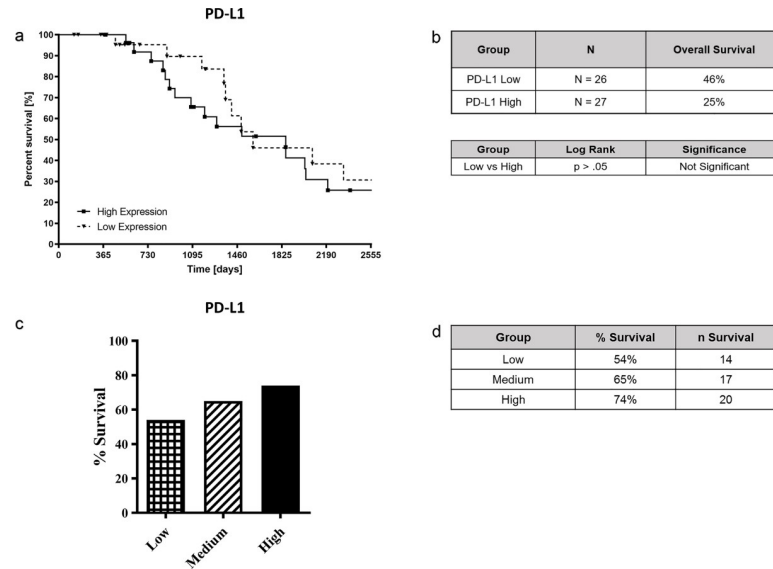 PD-L1
a
100
90
80
70
60
50
40
30
20
10
0
Percent survival [%]
High Expression
Low Expression
0 365 730 1095 1460 1825 2190 2555
Time [days]
b
Group N Overall Survival
PD-L1 Low N = 26 46%
PD-L1 High N = 27 25%
Group Log Rank Significance
Low vs High p > .05 Not Significant
PD-L1
c
100
80
60
40
20
0
% Survival
Low Medium High
d
Group % Survival n Survival
Low 54% 14
Medium 65% 17
High 74% 20